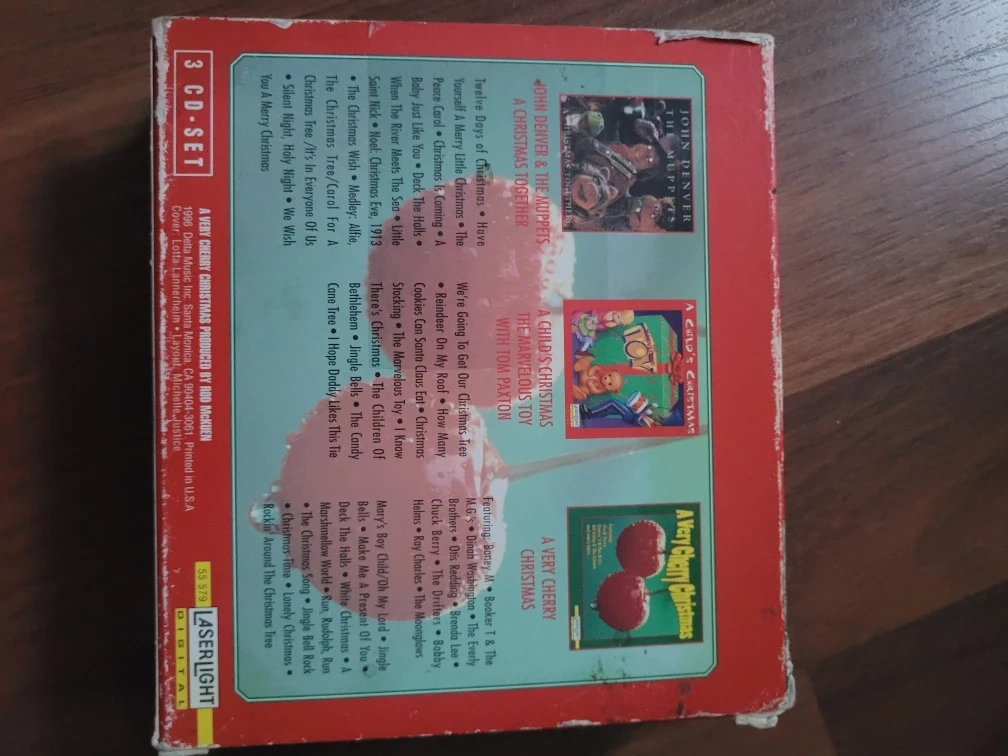 JOHN DENVER
THE MUPPETS
CHRISTMAS TOGETHER
JOHN DENVER & THE MUPPETS
A CHRISTMAS TOGETHER
Twelve Days of Christmas • Have
Yourself A Merry Little Christmas • The
Peace Carol • Christmas Is Coming • A
Baby Just Like You • Deck The Halls •
When The River Meets The Sea • Little
Saint Nick • Noel: Christmas Eve, 1913
• The Christmas Wish • Medley: Alfie,
The Christmas Tree/Carol For A
Christmas Tree /It's In Everyone Of Us
• Silent Night, Holy Night • We Wish
You A Merry Christmas
A CHILD'S CHRISTMAS
TOY
A CHILD'S CHRISTMAS
THE MARVELOUS TOY
WITH TOM PAXTON
We're Going To Get Our Christmas Tree
• Reindeer On My Roof • How Many
Cookies Can Santa Claus Eat • Christmas
Stocking • The Marvelous Toy • I Know
There's Christmas • The Children Of
Bethlehem • Jingle Bells • The Candy
Cane Tree • I Hope Daddy Likes This Tie
A Very Cherry Christmas
A VERY CHERRY
CHRISTMAS
Featuring: Boney M • Booker T & The
M.G.'s • Dinah Washington • The Everly
Brothers • Otis Redding • Brenda Lee •
Chuck Berry • The Drifters • Bobby
Helms • Ray Charles • The Moonglows
Mary's Boy Child/Oh My Lord • Jingle
Bells • Make Me A Present Of You •
Deck The Halls • White Christmas • A
Marshmallow World • Run, Rudolph, Run
• The Christmas Song • Jingle Bell Rock
• Christmas Time • Lonely Christmas •
Rockin' Around The Christmas Tree
3 CD • SET
A VERY CHERRY CHRISTMAS PRODUCED BY ROD McKUEN
1996 Delta Music Inc. Santa Monica, CA 90404-3061. Printed in U.S.A
Cover: Lotta Lannerheim • Layout: Michelle Justice
55 579
LASERLIGHT
DIGITAL